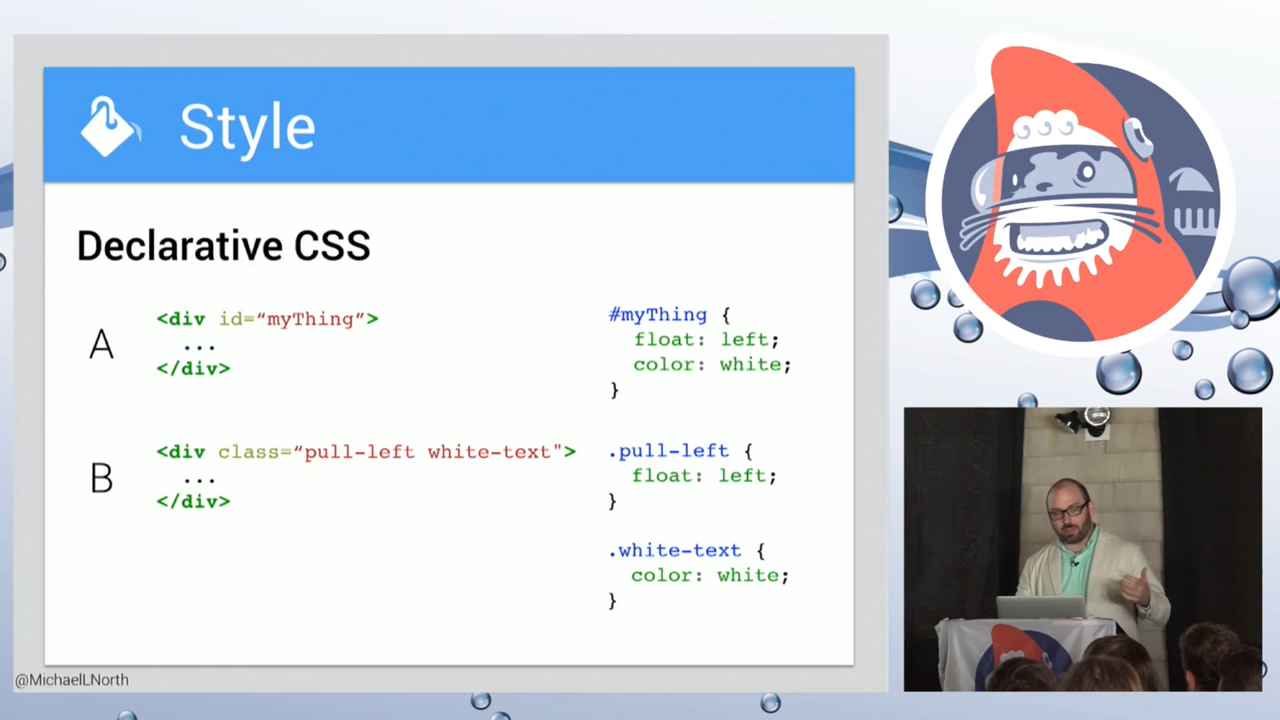 Style
Declarative CSS
A
<div id=“myThing”>
...
</div>
#myThing {
float: left;
color: white;
}
B
<div class=“pull-left white-text">
...
</div>
.pull-left {
float: left;
}
.white-text {
color: white;
}
@MichaelLNorth